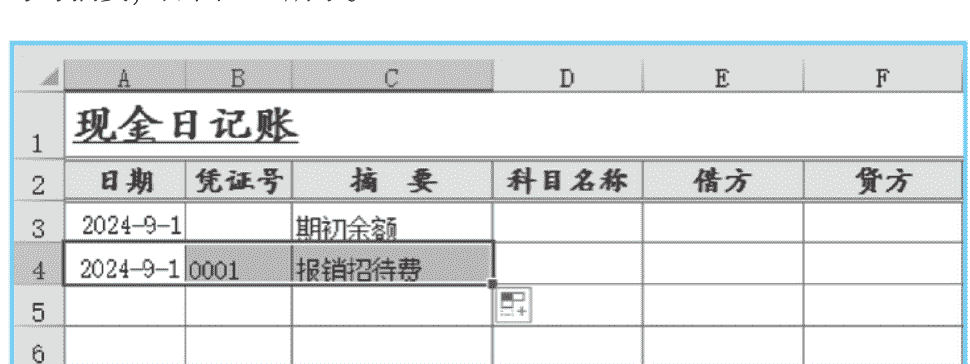 A B C D E F
1 现金日记账
2 日期 凭证号 摘 要 科目名称 借方 贷方
3 2024-9-1 期初余额
4 2024-9-1 0001 报销招待费
5
6